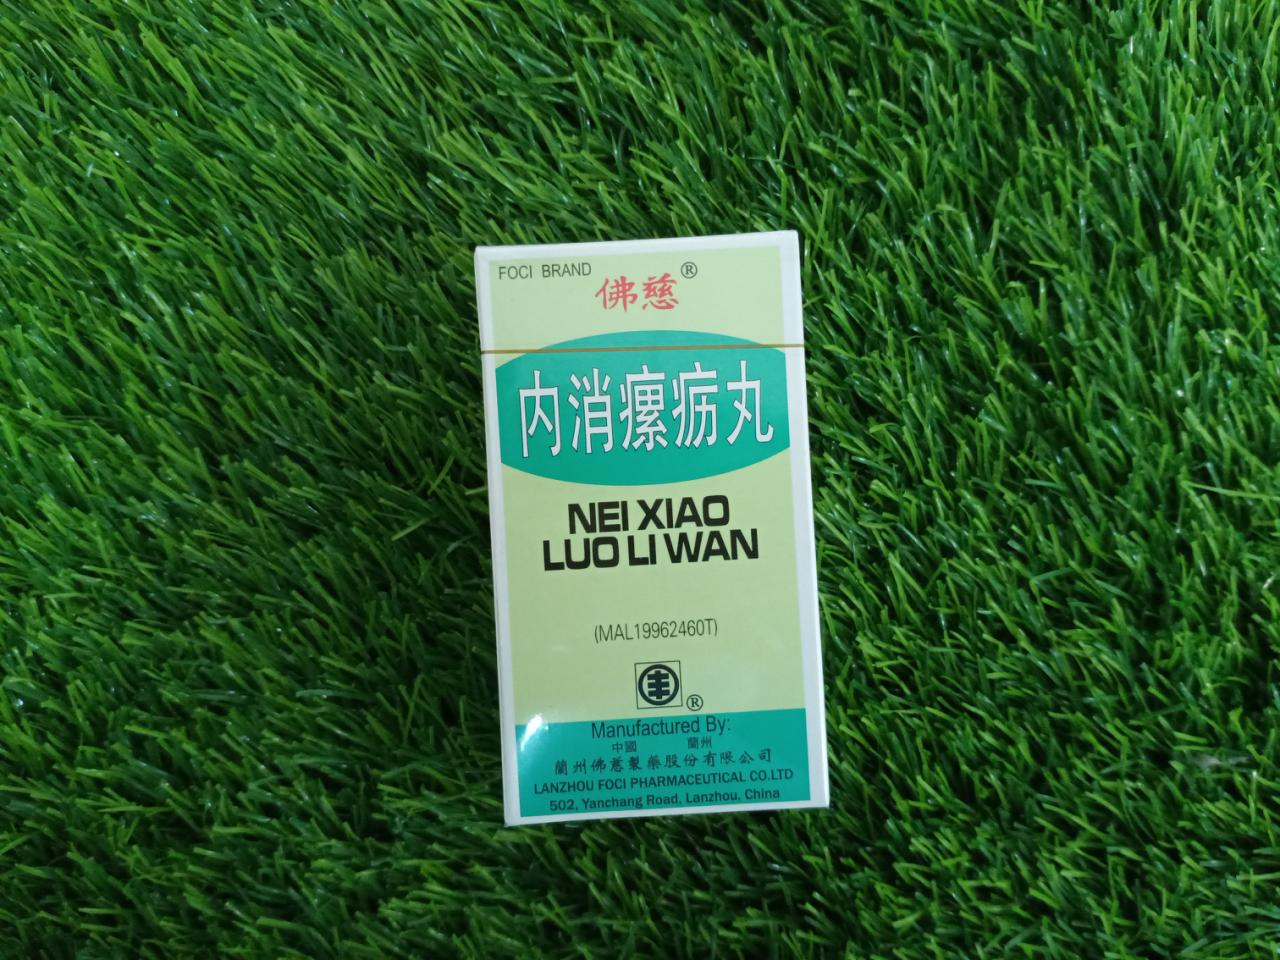 FOCI BRAND
佛慈®
内消瘰疬丸
NEI XIAO
LUO LI WAN
(MAL19962460T)
®
Manufactured By:
中國 蘭州
蘭州佛慈製藥股份有限公司
LANZHOU FOCI PHARMACEUTICAL CO.LTD
502, Yanchang Road, Lanzhou, China